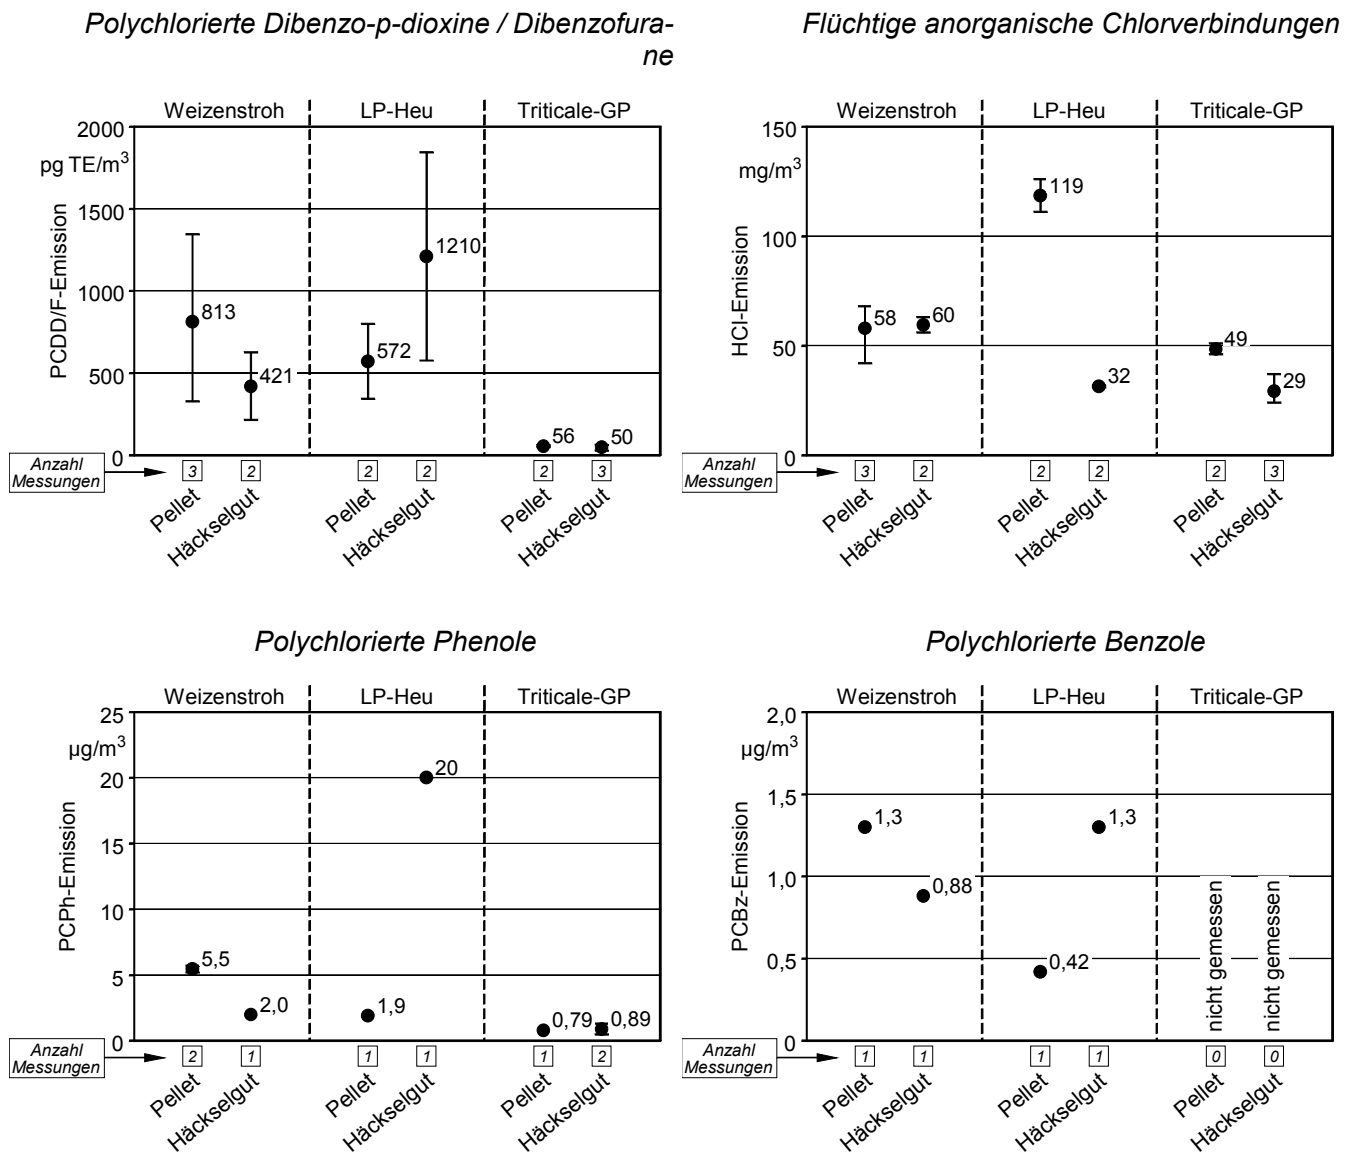 Polychlorierte Dibenzo-p-dioxine / Dibenzofura-
ne
Weizenstroh LP-Heu Triticale-GP
2000
pg TE/m³
1500
1000
500
0
PCDD/F-Emission
813
421
572
1210
56
50
Anzahl
Messungen
3 2 2 2 2 3
Pellet Häckselgut Pellet Häckselgut Pellet Häckselgut
Flüchtige anorganische Chlorverbindungen
Weizenstroh LP-Heu Triticale-GP
150
mg/m³
100
50
0
HCl-Emission
58
60
119
32
49
29
Anzahl
Messungen
3 2 2 2 2 3
Pellet Häckselgut Pellet Häckselgut Pellet Häckselgut
Polychlorierte Phenole
Weizenstroh LP-Heu Triticale-GP
25
µg/m³
20
15
10
5
0
PCPh-Emission
5,5
2,0
1,9
20
0,79
0,89
Anzahl
Messungen
2 1 1 1 1 2
Pellet Häckselgut Pellet Häckselgut Pellet Häckselgut
Polychlorierte Benzole
Weizenstroh LP-Heu Triticale-GP
2,0
µg/m³
1,5
1,0
0,5
0
PCBz-Emission
1,3
0,88
0,42
1,3
nicht gemessen
nicht gemessen
Anzahl
Messungen
1 1 1 1 0 0
Pellet Häckselgut Pellet Häckselgut Pellet Häckselgut